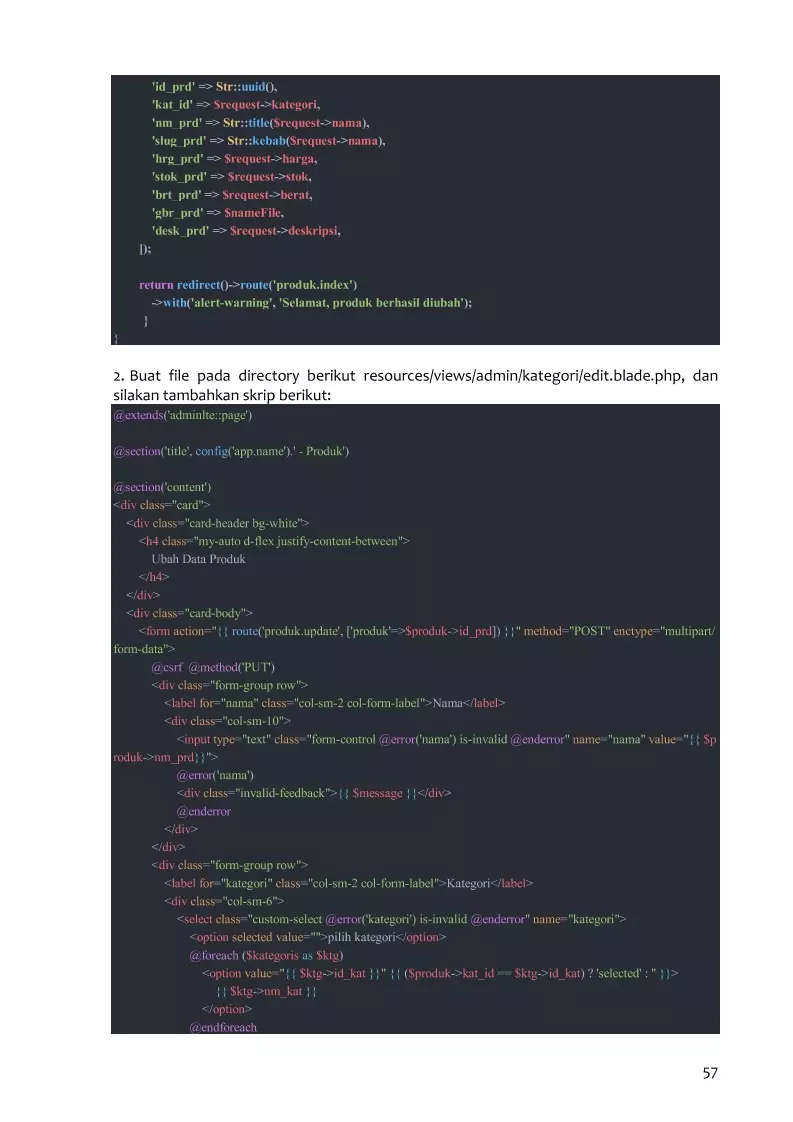 'id_prd' => Str::uuid(),
'kat_id' => $request->kategori,
'nm_prd' => Str::title($request->nama),
'slug_prd' => Str::kebab($request->nama),
'hrg_prd' => $request->harga,
'stok_prd' => $request->stok,
'brt_prd' => $request->berat,
'gbr_prd' => $nameFile,
'desk_prd' => $request->deskripsi,
]);
return redirect()->route('produk.index')
->with('alert-warning', 'Selamat, produk berhasil diubah');
}
}
2. Buat file pada directory berikut resources/views/admin/kategori/edit.blade.php, dan
silakan tambahkan skrip berikut:
@extends('adminlte::page')
@section('title', config('app.name').' - Produk')
@section('content')
<div class="card">
<div class="card-header bg-white">
<h4 class="my-auto d-flex justify-content-between">
Ubah Data Produk
</h4>
</div>
<div class="card-body">
<form action="{{ route('produk.update', ['produk'=>$produk->id_prd]) }}" method="POST" enctype="multipart/
form-data">
@csrf @method('PUT')
<div class="form-group row">
<label for="nama" class="col-sm-2 col-form-label">Nama</label>
<div class="col-sm-10">
<input type="text" class="form-control @error('nama') is-invalid @enderror" name="nama" value="{{ $p
roduk->nm_prd}}">
@error('nama')
<div class="invalid-feedback">{{ $message }}</div>
@enderror
</div>
</div>
<div class="form-group row">
<label for="kategori" class="col-sm-2 col-form-label">Kategori</label>
<div class="col-sm-6">
<select class="custom-select @error('kategori') is-invalid @enderror" name="kategori">
<option selected value="">pilih kategori</option>
@foreach ($kategoris as $ktg)
<option value="{{ $ktg->id_kat }}" {{ ($produk->kat_id == $ktg->id_kat) ? 'selected' : '' }}>
{{ $ktg->nm_kat }}
</option>
@endforeach
57